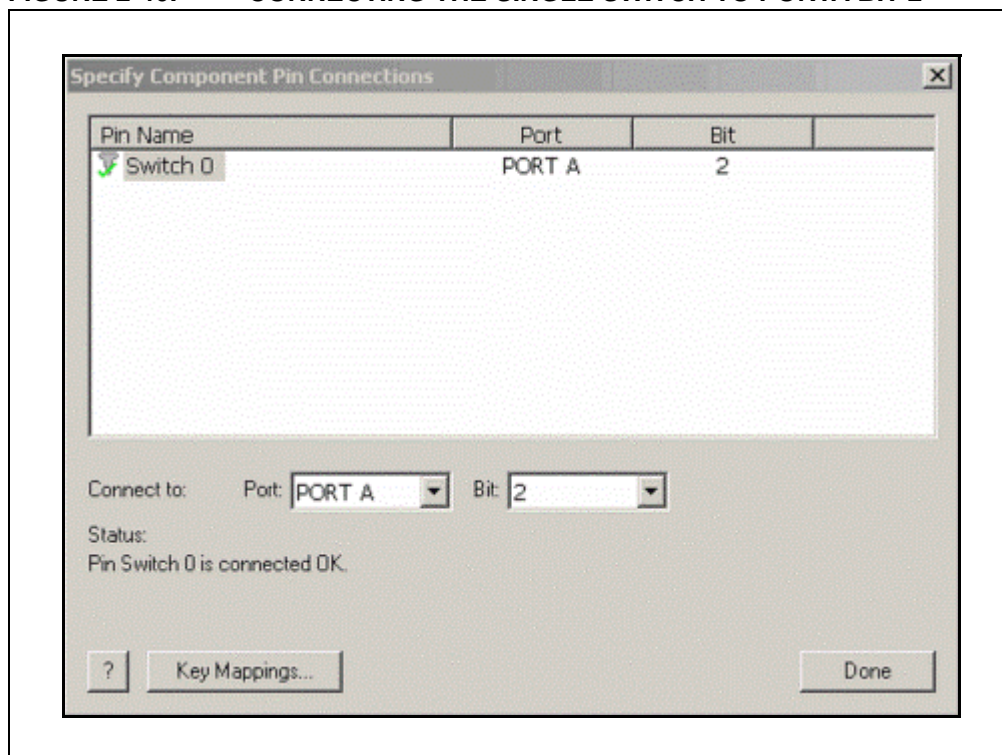 Specify Component Pin Connections
Pin Name Port Bit
Switch 0 PORT A 2
Connect to: Port: PORT A Bit: 2
Status:
Pin Switch 0 is connected OK.
? Key Mappings... Done